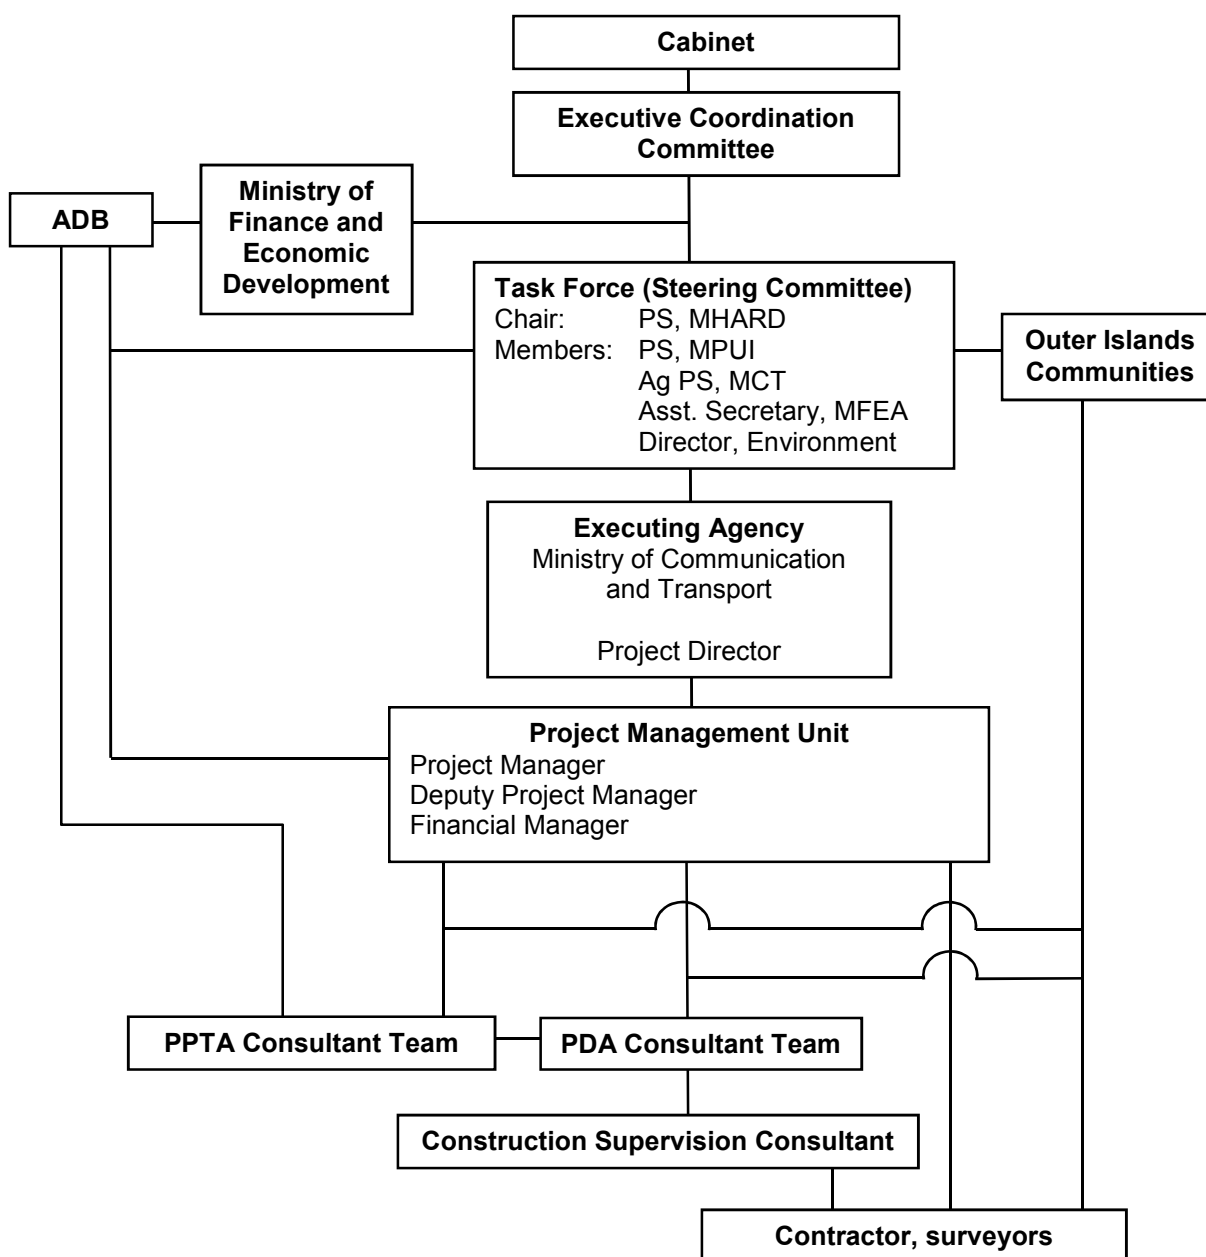 Cabinet
Executive Coordination
Committee
ADB
Ministry of
Finance and
Economic
Development
Task Force (Steering Committee)
Chair: PS, MHARD
Members: PS, MPUI
Ag PS, MCT
Asst. Secretary, MFEA
Director, Environment
Outer Islands
Communities
Executing Agency
Ministry of Communication
and Transport
Project Director
Project Management Unit
Project Manager
Deputy Project Manager
Financial Manager
PPTA Consultant Team
PDA Consultant Team
Construction Supervision Consultant
Contractor, surveyors